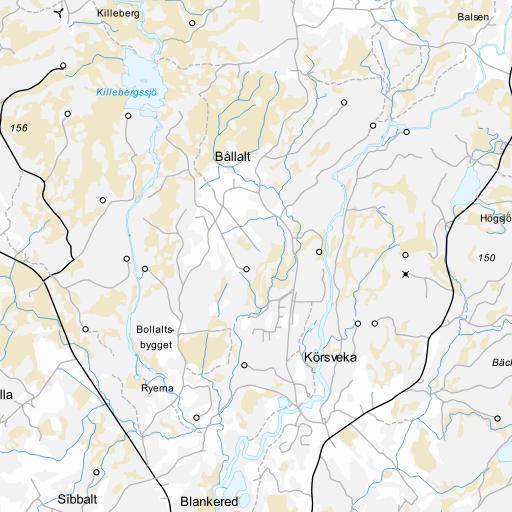 Killeberg
Balsen
Killebergssjö
156
Bållalt
Högsjö
150
Bollalts-
bygget
Körsveka
Bäck
lla
Ryema
Sibbalt
Blankered